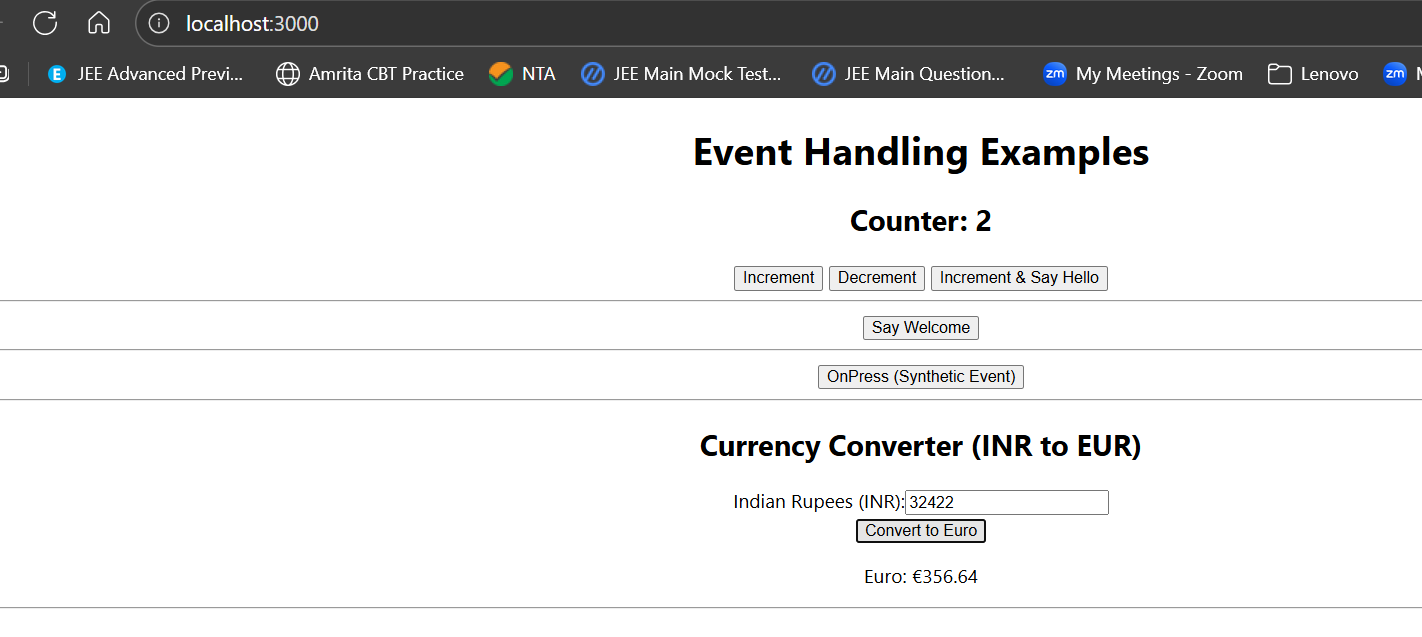 localhost:3000
JEE Advanced Previ... Amrita CBT Practice NTA JEE Main Mock Test... JEE Main Question... zm My Meetings - Zoom Lenovo zm
Event Handling Examples
Counter: 2
Increment Decrement Increment & Say Hello
Say Welcome
OnPress (Synthetic Event)
Currency Converter (INR to EUR)
Indian Rupees (INR): 32422
Convert to Euro
Euro: €356.64